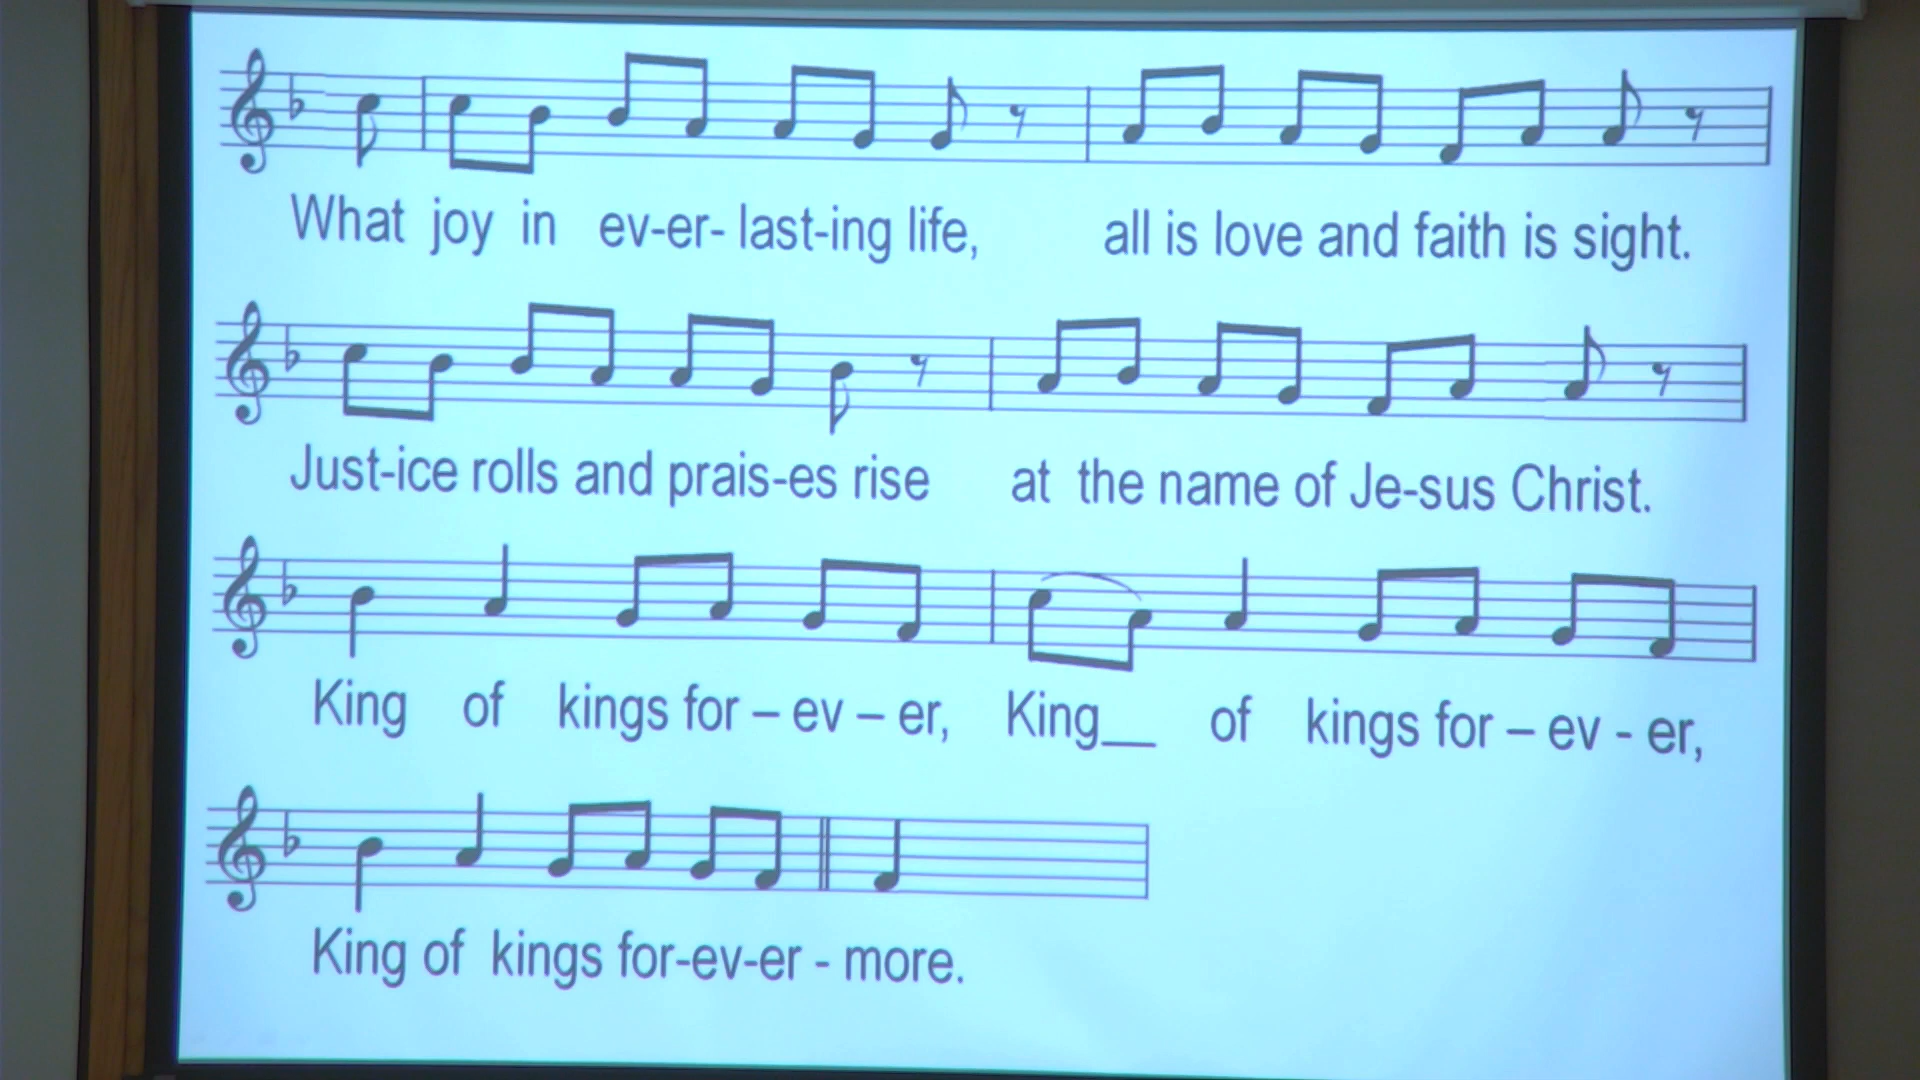 What joy in ev-er- last-ing life, all is love and faith is sight.
Just-ice rolls and prais-es rise at the name of Je-sus Christ.
King of kings for – ev – er, King__ of kings for – ev - er,
King of kings for-ev-er - more.